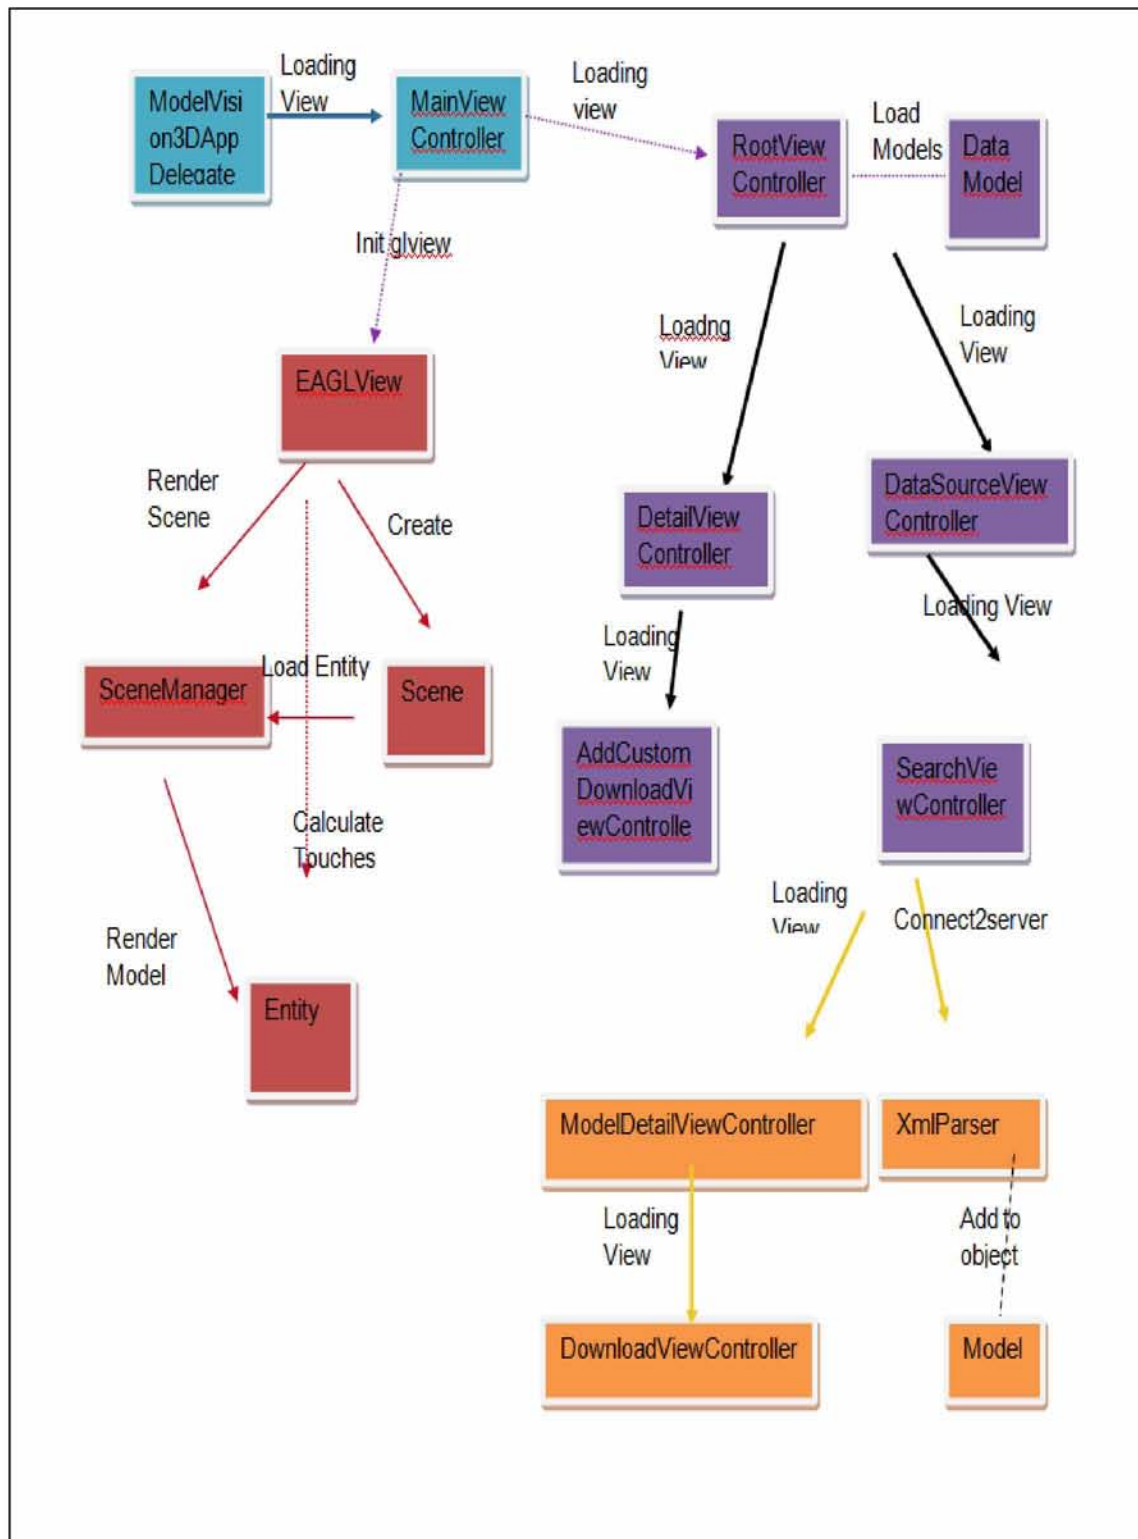 Loading
View
ModelVisi
on3DApp
Delegate
MainView
Controller
Loading
view
RootView
Controller
Load
Models
Data
Model
Init glview
Loadng
View
Loading
View
EAGLView
Render
Scene
Create
DetailView
Controller
DataSourceView
Controller
Loading
View
Loading View
SceneManager
Load Entity
Scene
AddCustom
DownloadVi
ewControlle
SearchVie
wController
Calculate
Touches
Loading
View
Connect2server
Render
Model
Entity
ModelDetailViewController
XmlParser
Loading
View
Add to
object
DownloadViewController
Model